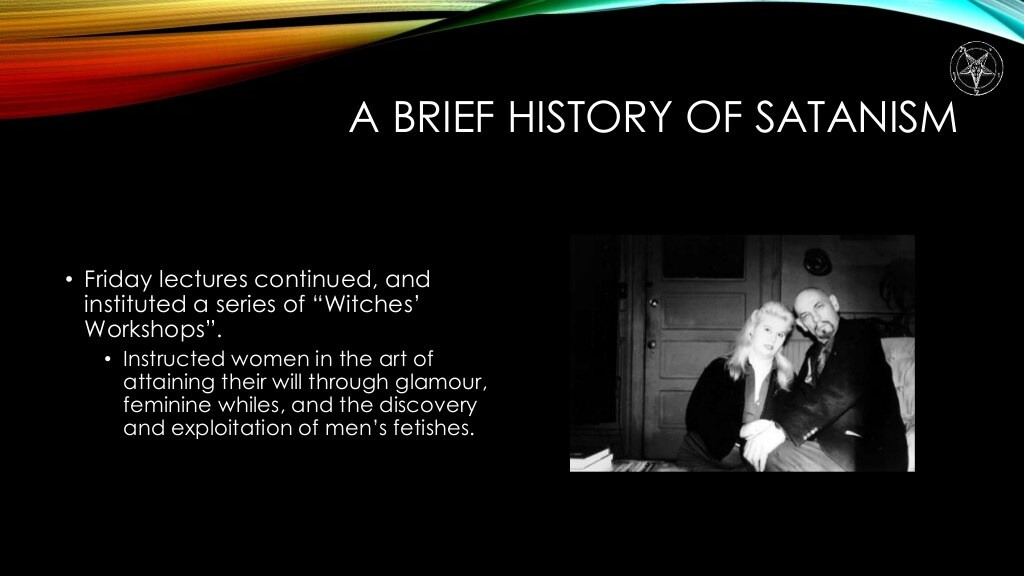 A BRIEF HISTORY OF SATANISM
• Friday lectures continued, and
instituted a series of “Witches’
Workshops”.
• Instructed women in the art of
attaining their will through glamour,
feminine whiles, and the discovery
and exploitation of men’s fetishes.